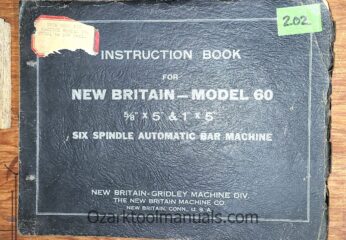 202
INSTRUCTION BOOK
FOR
NEW BRITAIN — MODEL 60
5/8" x 5" & 1" x 5"
SIX SPINDLE AUTOMATIC BAR MACHINE
NEW BRITAIN-GRIDLEY MACHINE DIV.
THE NEW BRITAIN MACHINE CO
NEW BRITAIN, CONN., U. S. A.
Ozarktoolmanuals.com